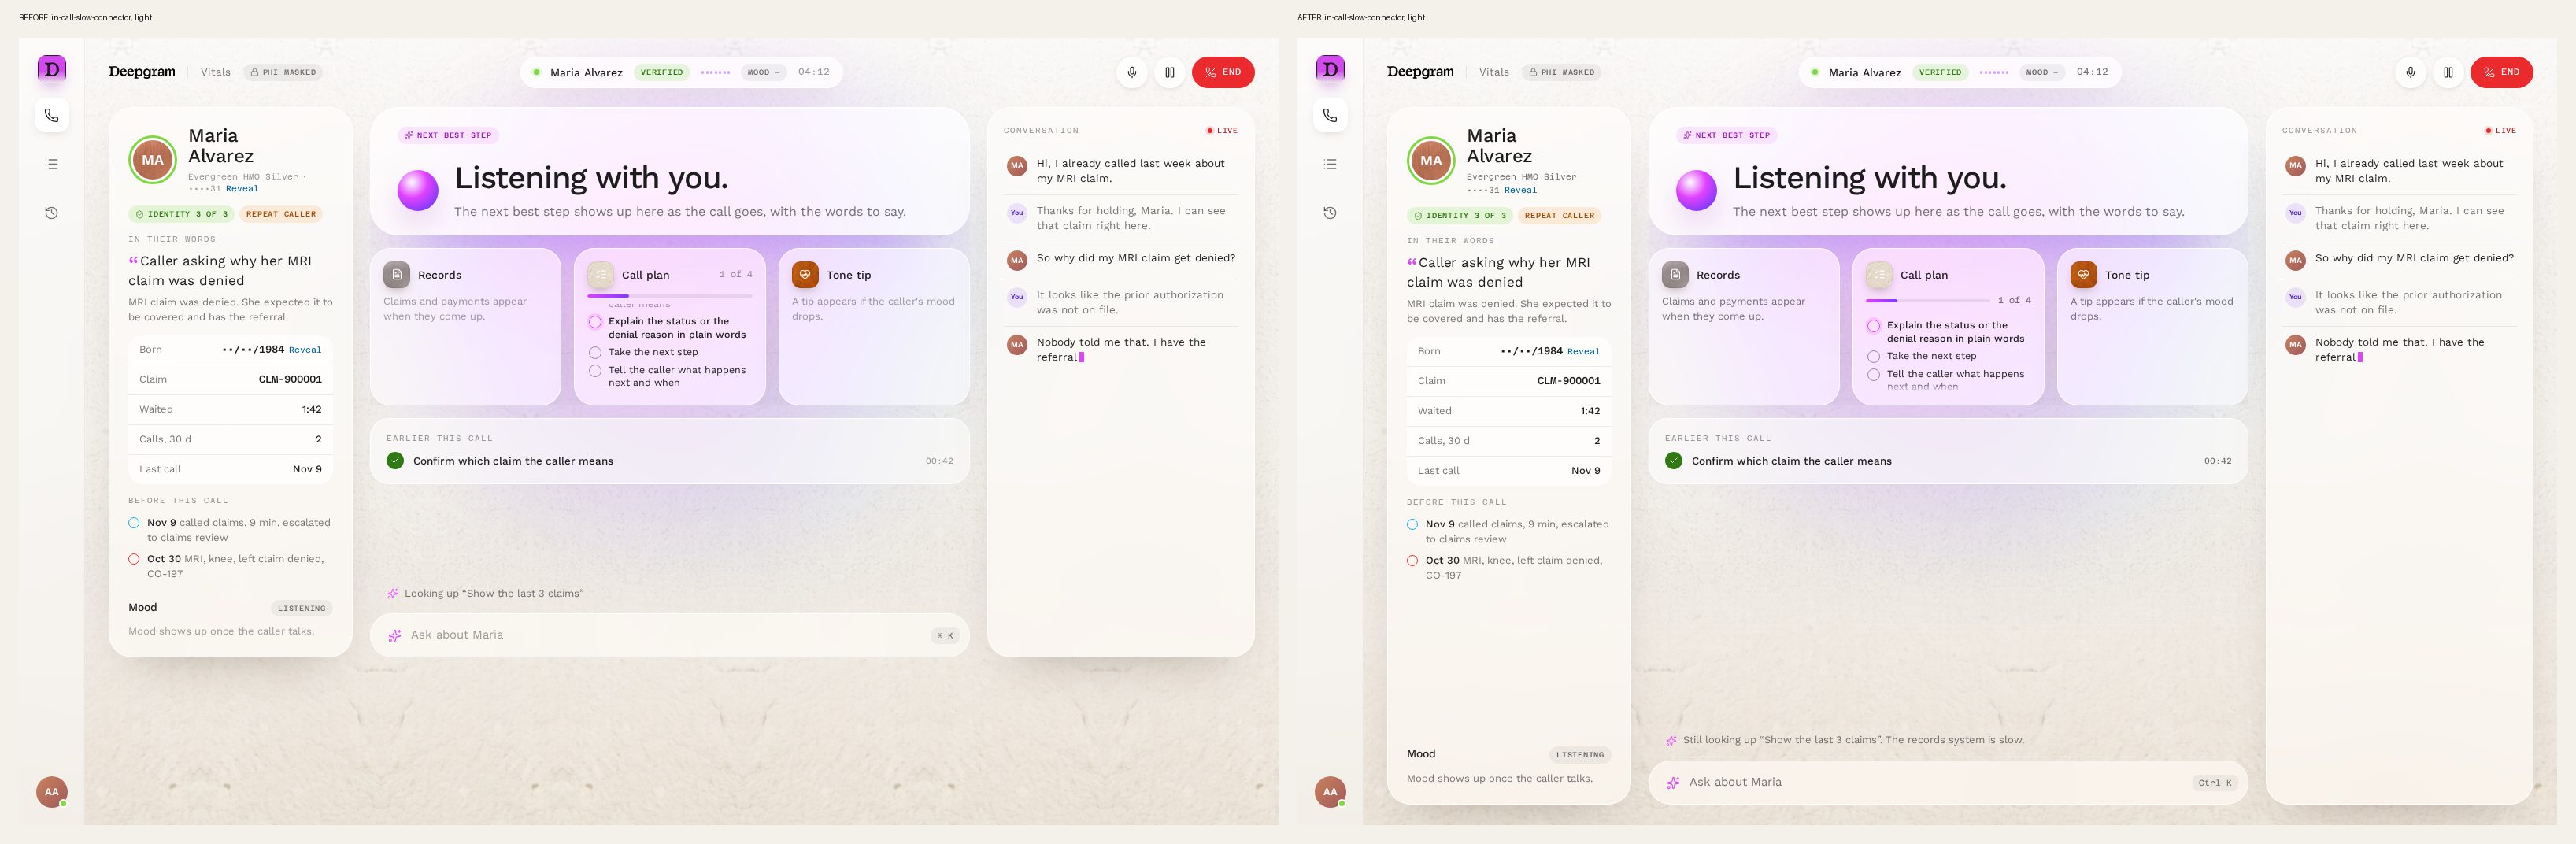 BEFORE in-call-slow-connector, light
D
Deepgram
Vitals
PHI MASKED
Maria Alvarez
VERIFIED
MOOD –
04:12
END
Maria
Alvarez
MA
Evergreen HMO Silver ·
••••31 Reveal
IDENTITY 3 OF 3
REPEAT CALLER
IN THEIR WORDS
“Caller asking why her MRI
claim was denied
MRI claim was denied. She expected it to
be covered and has the referral.
Born ••/••/1984 Reveal
Claim CLM-900001
Waited 1:42
Calls, 30 d 2
Last call Nov 9
BEFORE THIS CALL
Nov 9 called claims, 9 min, escalated
to claims review
Oct 30 MRI, knee, left claim denied,
CO-197
Mood LISTENING
Mood shows up once the caller talks.
NEXT BEST STEP
Listening with you.
The next best step shows up here as the call goes, with the words to say.
Records
Claims and payments appear
when they come up.
Call plan 1 of 4
caller means
Explain the status or the
denial reason in plain words
Take the next step
Tell the caller what happens
next and when
Tone tip
A tip appears if the caller's mood
drops.
EARLIER THIS CALL
Confirm which claim the caller means 00:42
Looking up “Show the last 3 claims”
Ask about Maria ⌘ K
CONVERSATION LIVE
MA Hi, I already called last week about
my MRI claim.
You Thanks for holding, Maria. I can see
that claim right here.
MA So why did my MRI claim get denied?
You It looks like the prior authorization
was not on file.
MA Nobody told me that. I have the
referral
AA
AFTER in-call-slow-connector, light
D
Deepgram
Vitals
PHI MASKED
Maria Alvarez
VERIFIED
MOOD –
04:12
END
Maria
Alvarez
MA
Evergreen HMO Silver
••••31 Reveal
IDENTITY 3 OF 3
REPEAT CALLER
IN THEIR WORDS
“Caller asking why her MRI
claim was denied
MRI claim was denied. She expected it to
be covered and has the referral.
Born ••/••/1984 Reveal
Claim CLM-900001
Waited 1:42
Calls, 30 d 2
Last call Nov 9
BEFORE THIS CALL
Nov 9 called claims, 9 min, escalated
to claims review
Oct 30 MRI, knee, left claim denied,
CO-197
Mood LISTENING
Mood shows up once the caller talks.
NEXT BEST STEP
Listening with you.
The next best step shows up here as the call goes, with the words to say.
Records
Claims and payments appear
when they come up.
Call plan
1 of 4
Explain the status or the
denial reason in plain words
Take the next step
Tell the caller what happens
next and when
Tone tip
A tip appears if the caller's mood
drops.
EARLIER THIS CALL
Confirm which claim the caller means 00:42
Still looking up “Show the last 3 claims”. The records system is slow.
Ask about Maria Ctrl K
CONVERSATION LIVE
MA Hi, I already called last week about
my MRI claim.
You Thanks for holding, Maria. I can see
that claim right here.
MA So why did my MRI claim get denied?
You It looks like the prior authorization
was not on file.
MA Nobody told me that. I have the
referral
AA